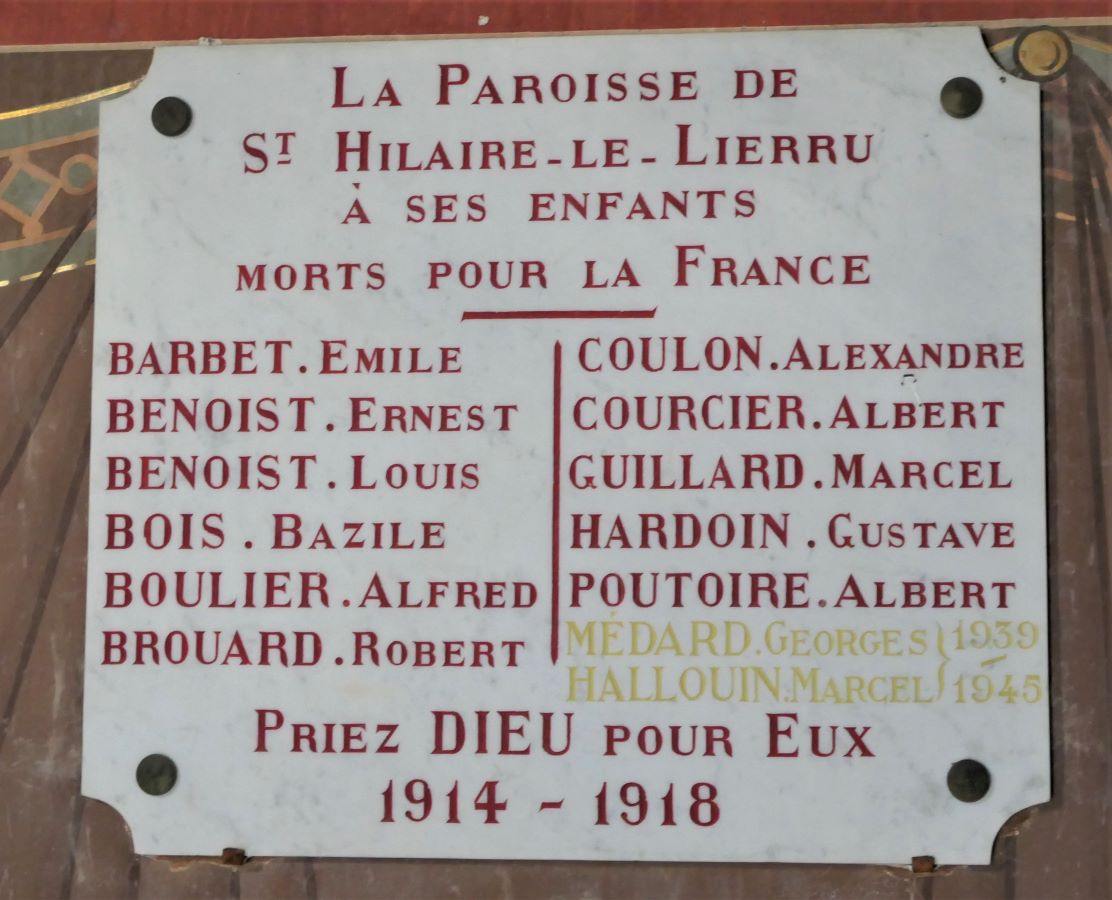 LA PAROISSE DE
ST HILAIRE-LE-LIERRU
À SES ENFANTS
MORTS POUR LA FRANCE
BARBET.EMILE
BENOIST.ERNEST
BENOIST.LOUIS
BOIS.BAZILE
BOULIER.ALFRED
BROUARD.ROBERT
COULON.ALEXANDRE
COURCIER.ALBERT
GUILLARD.MARCEL
HARDOIN.GUSTAVE
POUTOIRE.ALBERT
MÉDARD.GEORGES
HALLOUIN.MARCEL
1939
-
1945
PRIEZ DIEU POUR EUX
1914 - 1918